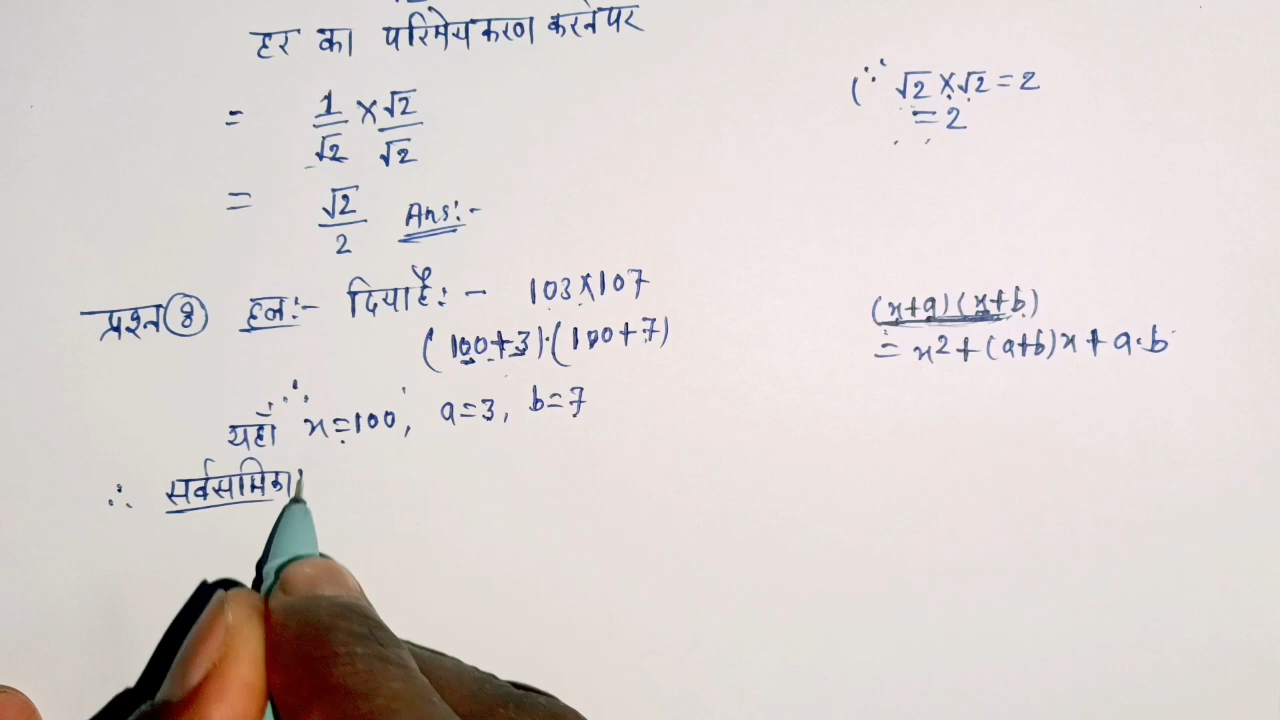 हर का परिमेयकरण करने पर
= 1/√2 × √2/√2
(∵ √2 × √2 = 2
= 2
= √2/2 Ans:-
प्रश्न 8 हल:- दिया है:- 103×107
(100+3)·(100+7)
(x+a)(x+b)
= x2+(a+b)x+a·b
यहाँ x=100, a=3, b=7
∴ सर्वसमिका